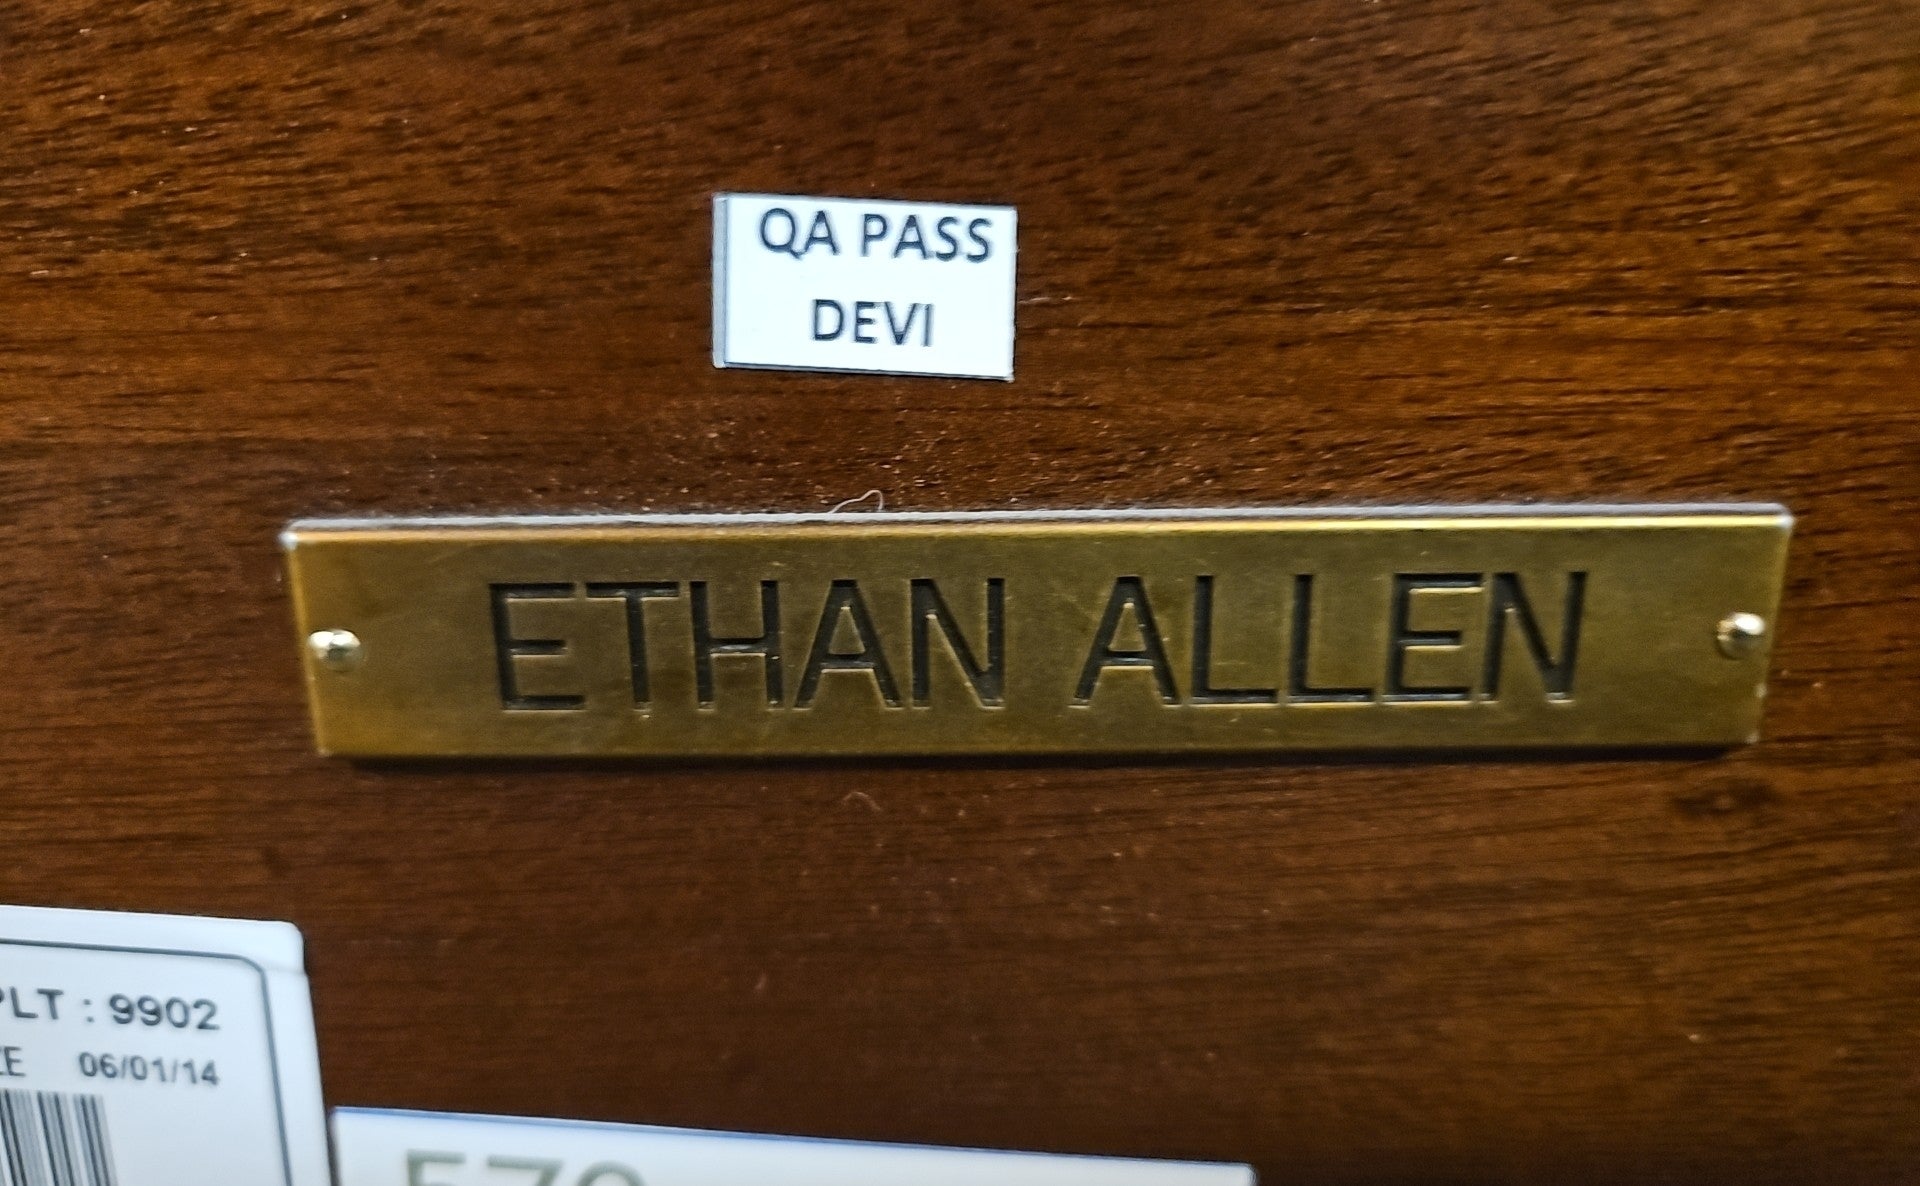 QA PASS
DEVI
ETHAN ALLEN
PLT : 9902
06/01/14